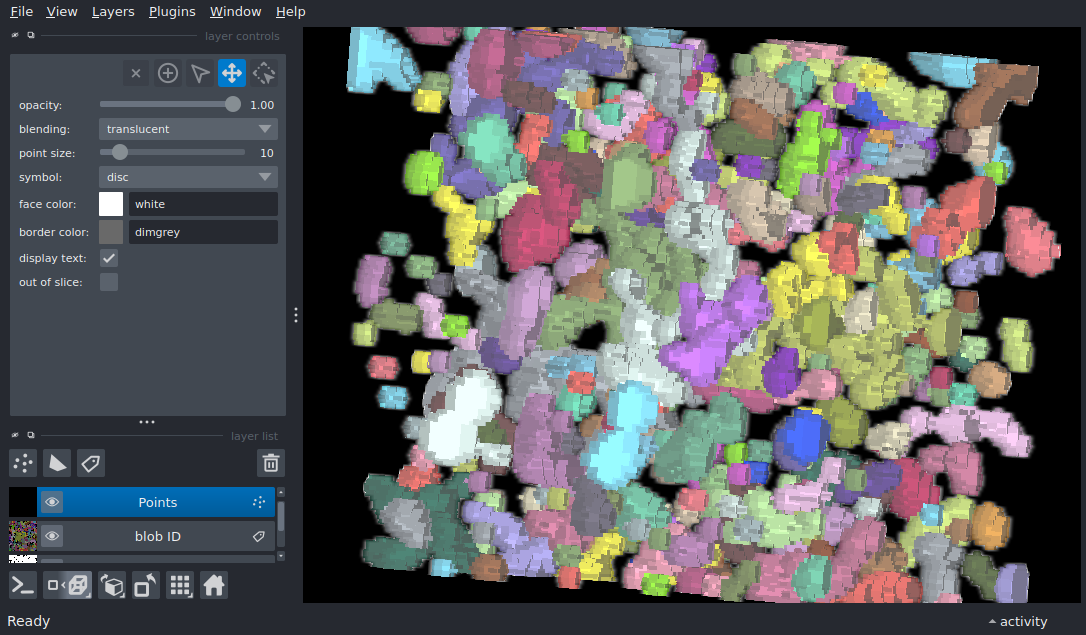 File View Layers Plugins Window Help
layer controls
opacity: 1.00
blending: translucent
point size: 10
symbol: disc
face color: white
border color: dimgrey
display text:
out of slice:
layer list
Points
blob ID
Ready
activity